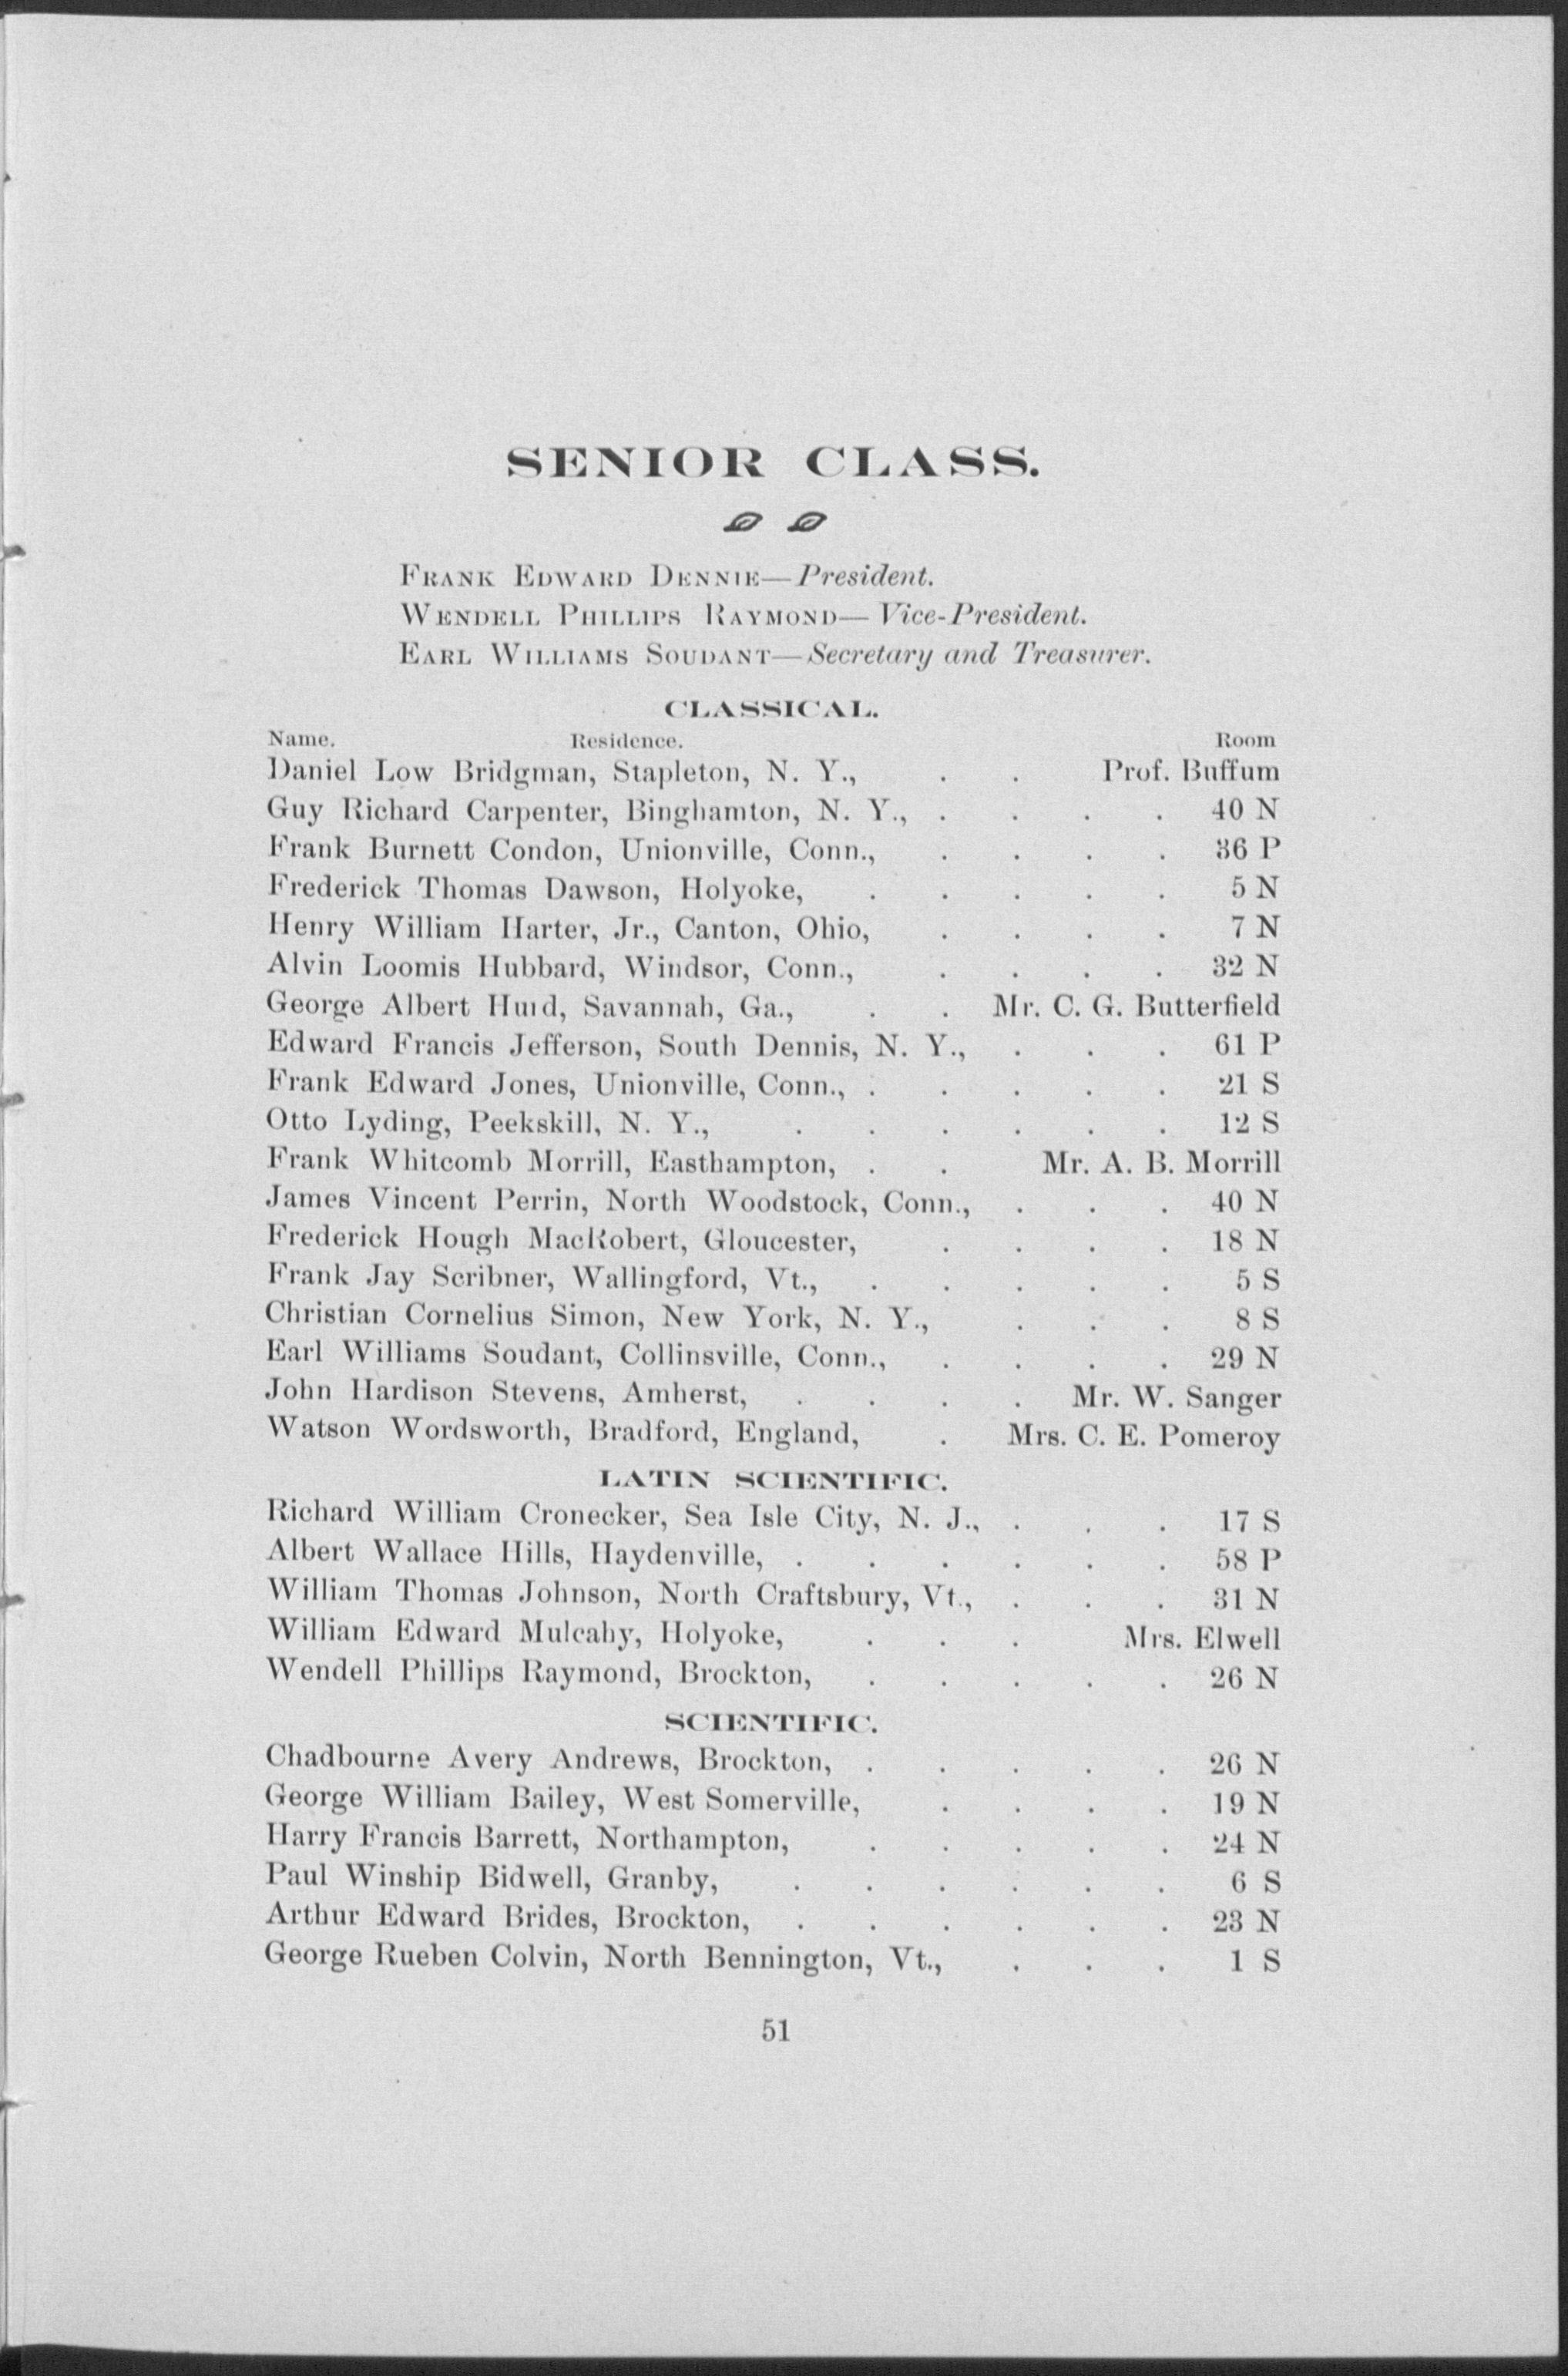 SENIOR CLASS.
FRANK EDWARD DENNIE—President.
WENDELL PHILLIPS RAYMOND—Vice-President.
EARL WILLIAMS SOUDANT—Secretary and Treasurer.
CLASSICAL.
Name. Residence. Room
Daniel Low Bridgman, Stapleton, N. Y., . . Prof. Buffum
Guy Richard Carpenter, Binghamton, N. Y., . . . . 40 N
Frank Burnett Condon, Unionville, Conn., . . . . 36 P
Frederick Thomas Dawson, Holyoke, . . . . . 5 N
Henry William Harter, Jr., Canton, Ohio, . . . . 7 N
Alvin Loomis Hubbard, Windsor, Conn., . . . . 32 N
George Albert Hurd, Savannah, Ga., . . Mr. C. G. Butterfield
Edward Francis Jefferson, South Dennis, N. Y., . . . 61 P
Frank Edward Jones, Unionville, Conn., . . . . . 21 S
Otto Lyding, Peekskill, N. Y., . . . . . . 12 S
Frank Whitcomb Morrill, Easthampton, . . Mr. A. B. Morrill
James Vincent Perrin, North Woodstock, Conn., . . . 40 N
Frederick Hough MacRobert, Gloucester, . . . . 18 N
Frank Jay Scribner, Wallingford, Vt., . . . . . 5 S
Christian Cornelius Simon, New York, N. Y., . . . 8 S
Earl Williams Soudant, Collinsville, Conn., . . . . 29 N
John Hardison Stevens, Amherst, . . . . Mr. W. Sanger
Watson Wordsworth, Bradford, England, . Mrs. C. E. Pomeroy
LATIN SCIENTIFIC.
Richard William Cronecker, Sea Isle City, N. J., . . . 17 S
Albert Wallace Hills, Haydenville, . . . . . . 58 P
William Thomas Johnson, North Craftsbury, Vt., . . . 31 N
William Edward Mulcahy, Holyoke, . . . Mrs. Elwell
Wendell Phillips Raymond, Brockton, . . . . . 26 N
SCIENTIFIC.
Chadbourne Avery Andrews, Brockton, . . . . . 26 N
George William Bailey, West Somerville, . . . . 19 N
Harry Francis Barrett, Northampton, . . . . . 24 N
Paul Winship Bidwell, Granby, . . . . . . 6 S
Arthur Edward Brides, Brockton, . . . . . . 23 N
George Rueben Colvin, North Bennington, Vt., . . . 1 S
51